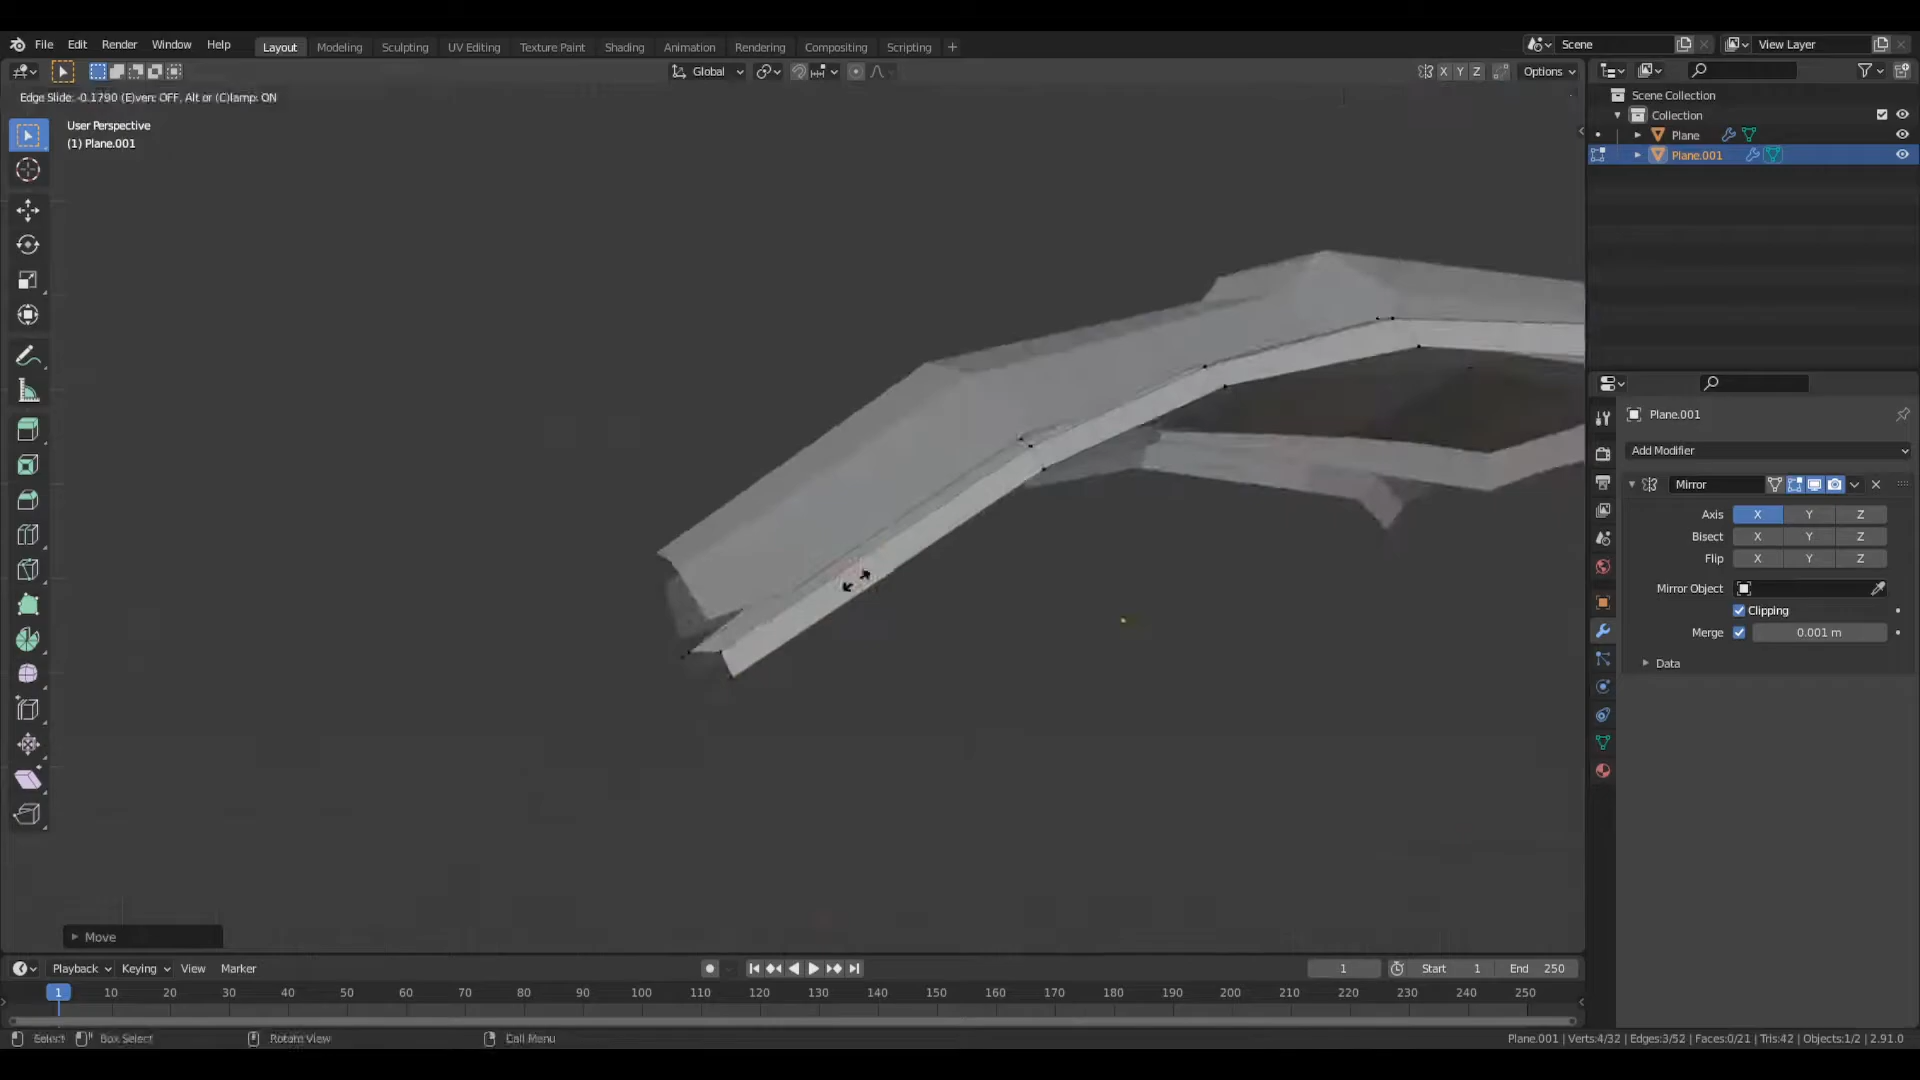 File Edit Render Window Help Layout Modeling Sculpting UV Editing Texture Paint Shading Animation Rendering Compositing Scripting + Scene View Layer
Global X Y Z Options
Edge Slide: -0.1790 (E)ven: OFF, Alt or (C)lamp: ON
User Perspective
(1) Plane.001
Scene Collection
Collection
Plane
Plane.001
Plane.001
Add Modifier
Mirror
Axis X Y Z
Bisect X Y Z
Flip X Y Z
Mirror Object
Clipping
Merge 0.001 m
Data
Move
Playback Keying View Marker 1 Start 1 End 250
1 10 20 30 40 50 60 70 80 90 100 110 120 130 140 150 160 170 180 190 200 210 220 230 240 250
Select Box Select Rotate View Call Menu Plane.001 | Verts:4/32 | Edges:3/52 | Faces:0/21 | Tris:42 | Objects:1/2 | 2.91.0